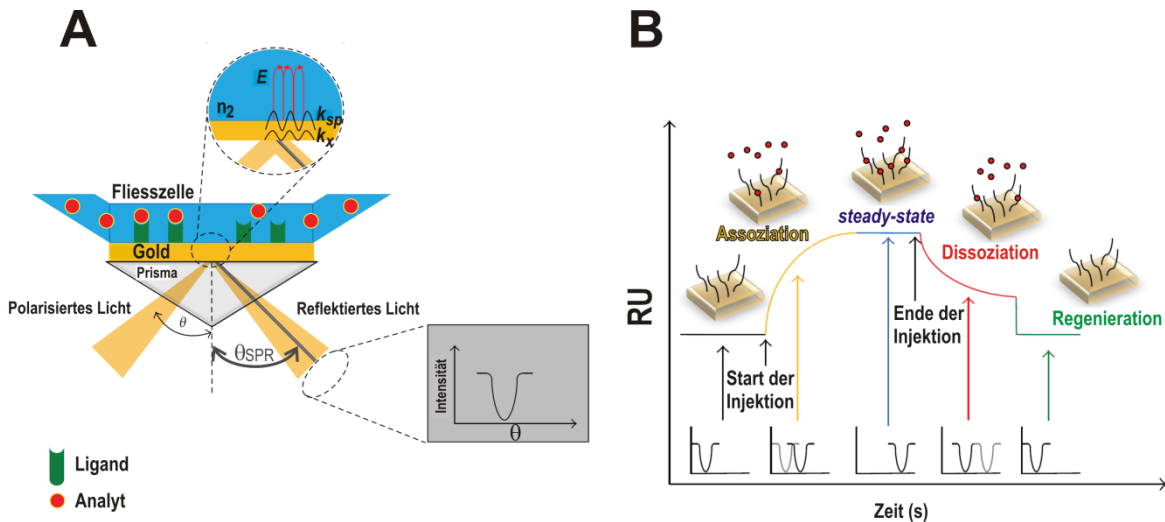 A
E
n2
ksp
kx
Fliesszelle
Gold
Prisma
Polarisiertes Licht
Reflektiertes Licht
θ
θSPR
Intensität
θ
Ligand
Analyt
B
RU
Assoziation
steady-state
Dissoziation
Regenieration
Start der
Injektion
Ende der
Injektion
Zeit (s)